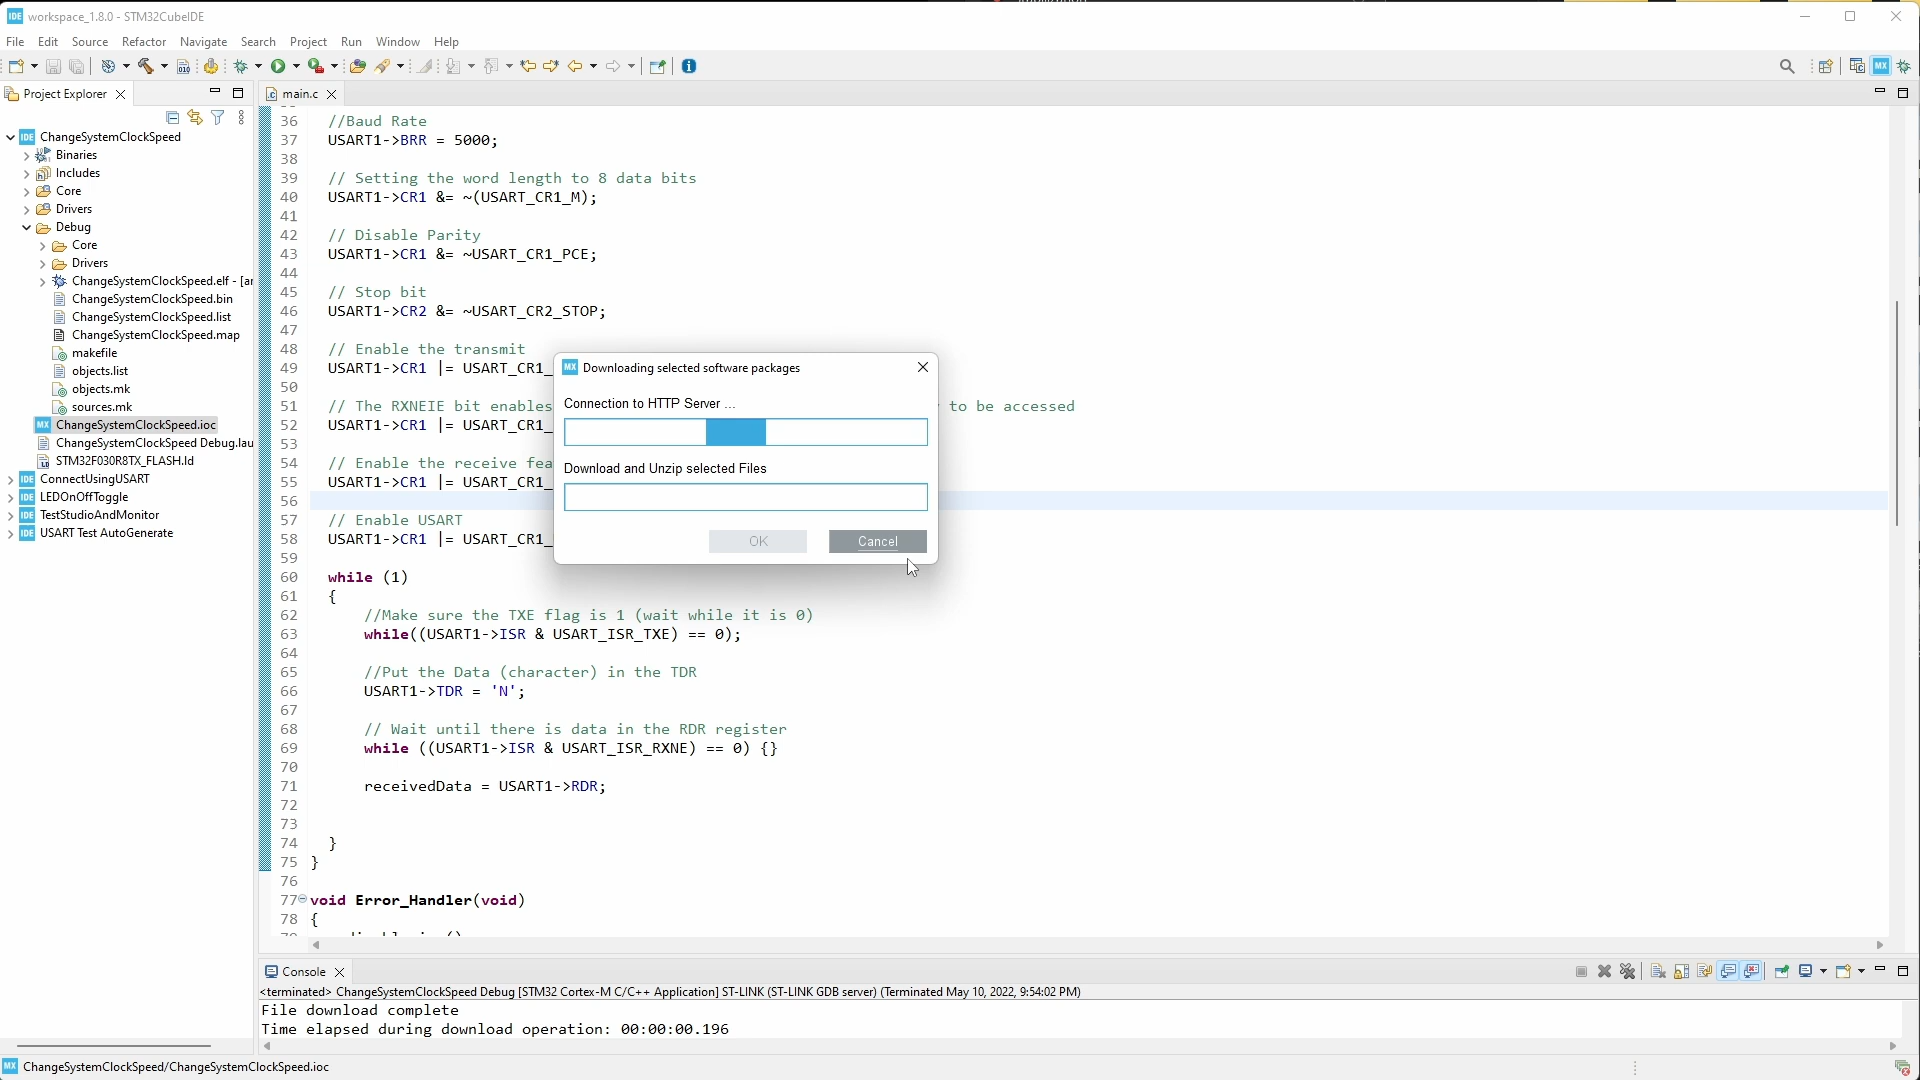 IDE workspace_1.8.0 - STM32CubeIDE
File Edit Source Refactor Navigate Search Project Run Window Help
Project Explorer
main.c
ChangeSystemClockSpeed
Binaries
Includes
Core
Drivers
Debug
Core
Drivers
ChangeSystemClockSpeed.elf - [ar
ChangeSystemClockSpeed.bin
ChangeSystemClockSpeed.list
ChangeSystemClockSpeed.map
makefile
objects.list
objects.mk
sources.mk
MX ChangeSystemClockSpeed.ioc
ChangeSystemClockSpeed Debug.lau
STM32F030R8TX_FLASH.ld
IDE ConnectUsingUSART
IDE LEDOnOffToggle
IDE TestStudioAndMonitor
IDE USART Test AutoGenerate
36 //Baud Rate
37 USART1->BRR = 5000;
38
39 // Setting the word length to 8 data bits
40 USART1->CR1 &= ~(USART_CR1_M);
41
42 // Disable Parity
43 USART1->CR1 &= ~USART_CR1_PCE;
44
45 // Stop bit
46 USART1->CR2 &= ~USART_CR2_STOP;
47
48 // Enable the transmit
49 USART1->CR1 |= USART_CR1_
50
51 // The RXNEIE bit enables to be accessed
52 USART1->CR1 |= USART_CR1_
53
54 // Enable the receive fea
55 USART1->CR1 |= USART_CR1_
56
57 // Enable USART
58 USART1->CR1 |= USART_CR1_
59
60 while (1)
61 {
62 //Make sure the TXE flag is 1 (wait while it is 0)
63 while((USART1->ISR & USART_ISR_TXE) == 0);
64
65 //Put the Data (character) in the TDR
66 USART1->TDR = 'N';
67
68 // Wait until there is data in the RDR register
69 while ((USART1->ISR & USART_ISR_RXNE) == 0) {}
70
71 receivedData = USART1->RDR;
72
73
74 }
75 }
76
77 void Error_Handler(void)
78 {
MX Downloading selected software packages
Connection to HTTP Server ...
Download and Unzip selected Files
OK Cancel
Console
<terminated> ChangeSystemClockSpeed Debug [STM32 Cortex-M C/C++ Application] ST-LINK (ST-LINK GDB server) (Terminated May 10, 2022, 9:54:02 PM)
File download complete
Time elapsed during download operation: 00:00:00.196
MX ChangeSystemClockSpeed/ChangeSystemClockSpeed.ioc